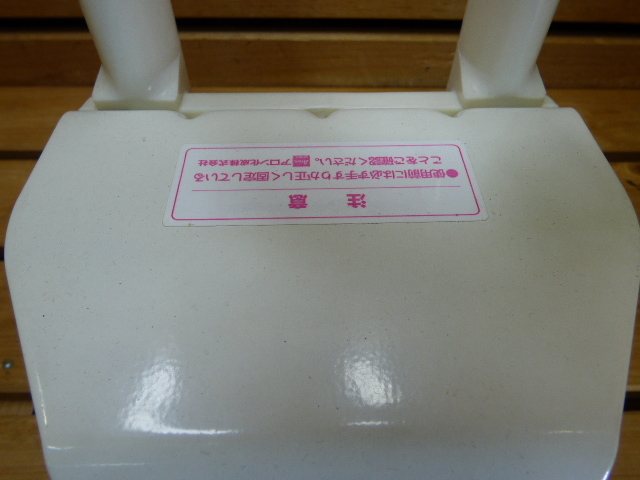 注意
●使用前には必ず手すりが正しく固定している
ことをご確認ください。
アロン化成株式会社